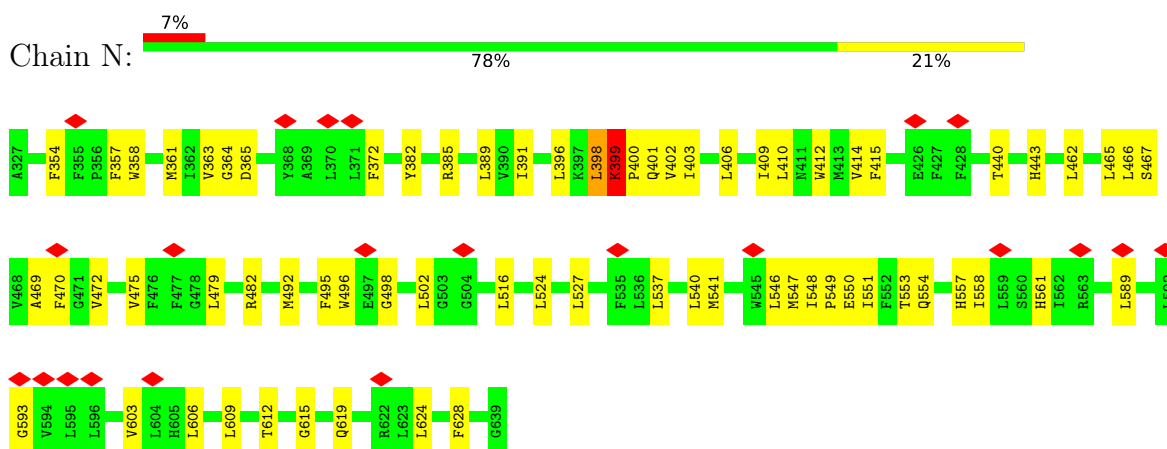 7%
Chain N:
78% 21%
A327 F354 F355 P356 F357 W358 M361 I362 V363 G364 D365 Y368 A369 L370 L371 F372 Y382 R385 L389 V390 I391 L396 K397 L398 K399 P400 Q401 V402 I403 L406 I409 L410 N411 W412 M413 V414 F415 E426 F427 F428 T440 H443 L462 L465 L466 S467
V468 A469 F470 G471 V472 V475 F476 F477 G478 L479 R482 M492 F495 W496 E497 G498 L502 G503 G504 L516 L524 L527 F535 L536 L537 L540 M541 W545 L546 M547 I548 P549 E550 I551 F552 T553 Q554 H557 I558 L559 S560 H561 I562 R563 L589
G593 V594 L595 L596 V603 L604 H605 L606 L609 T612 G615 Q619 R622 L623 L624 F628 G639